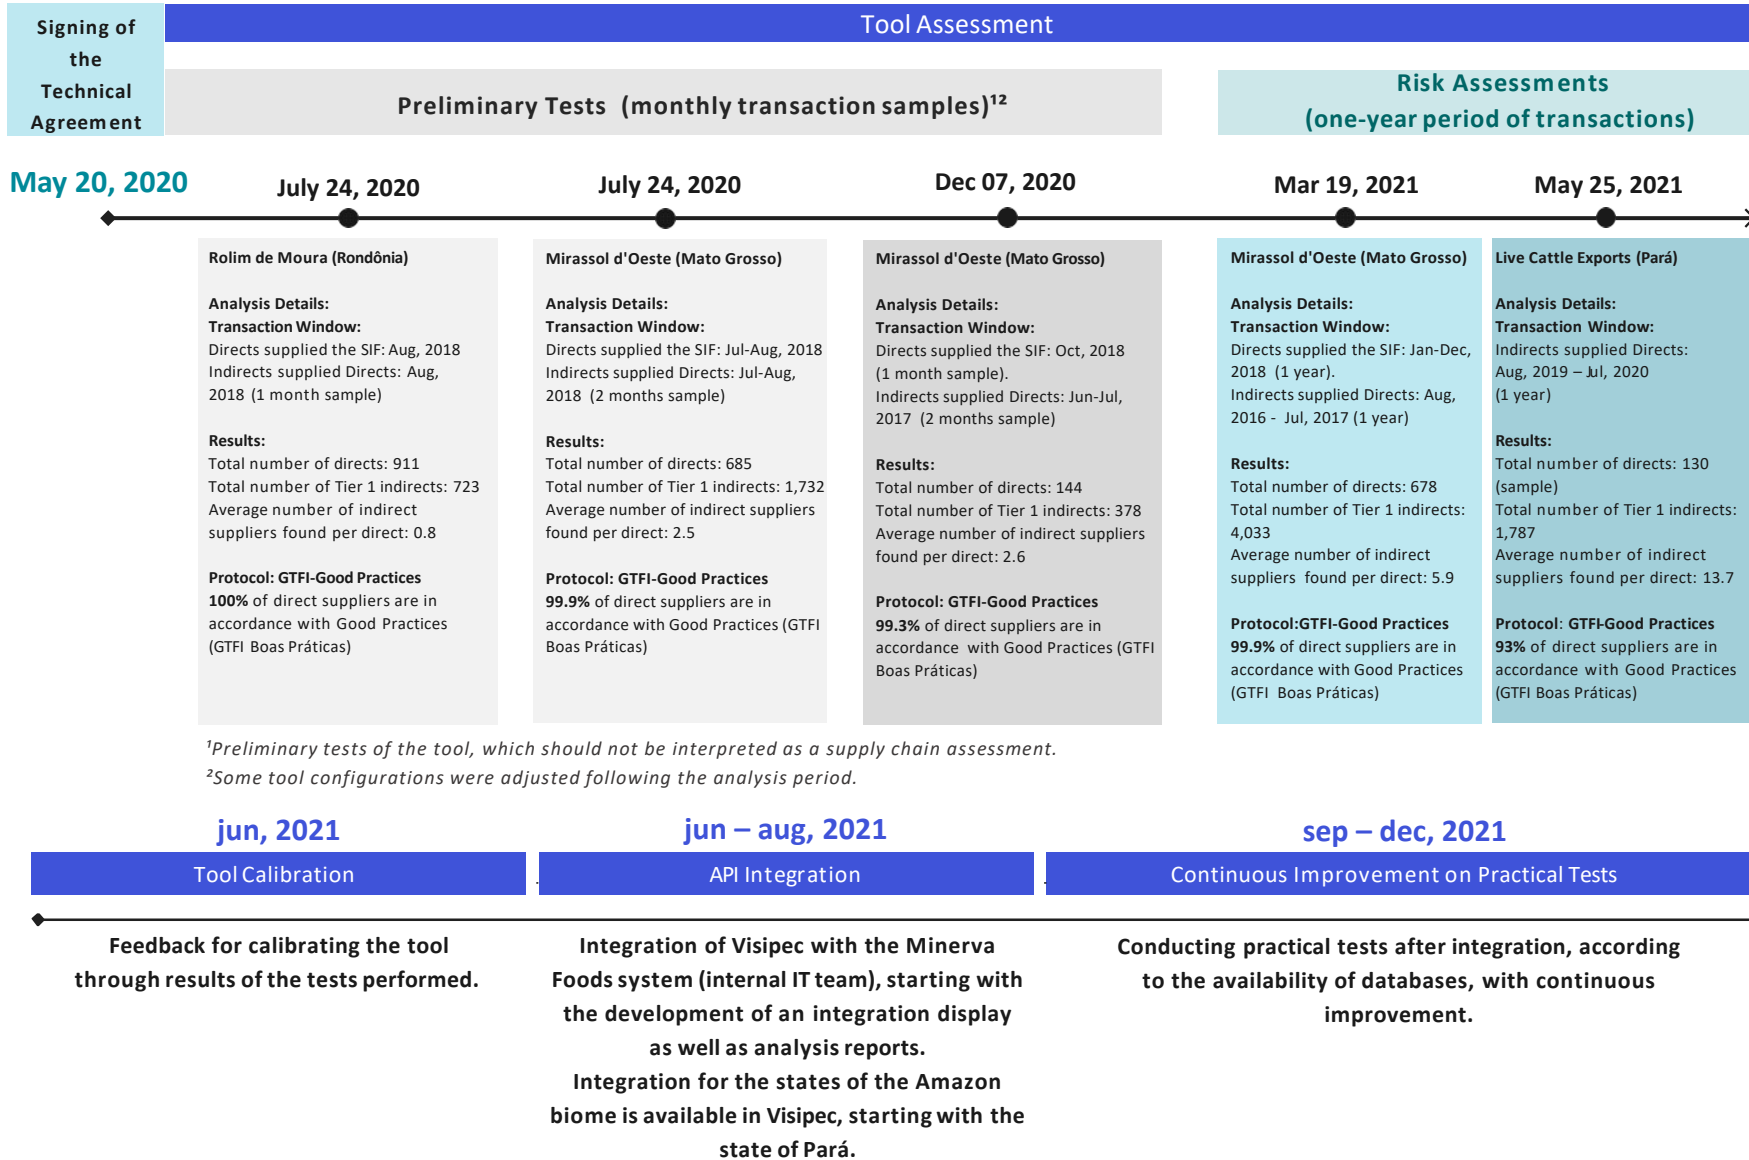 Signing of
the
Technical
Agreement
Tool Assessment
Preliminary Tests (monthly transaction samples)¹²
Risk Assessments
(one-year period of transactions)
May 20, 2020
July 24, 2020
July 24, 2020
Dec 07, 2020
Mar 19, 2021
May 25, 2021
Rolim de Moura (Rondônia)
Analysis Details:
Transaction Window:
Directs supplied the SIF: Aug, 2018
Indirects supplied Directs: Aug,
2018 (1 month sample)
Results:
Total number of directs: 911
Total number of Tier 1 indirects: 723
Average number of indirect
suppliers found per direct: 0.8
Protocol: GTFI-Good Practices
100% of direct suppliers are in
accordance with Good Practices
(GTFI Boas Práticas)
Mirassol d'Oeste (Mato Grosso)
Analysis Details:
Transaction Window:
Directs supplied the SIF: Jul-Aug, 2018
Indirects supplied Directs: Jul-Aug,
2018 (2 months sample)
Results:
Total number of directs: 685
Total number of Tier 1 indirects: 1,732
Average number of indirect suppliers
found per direct: 2.5
Protocol: GTFI-Good Practices
99.9% of direct suppliers are in
accordance with Good Practices (GTFI
Boas Práticas)
Mirassol d'Oeste (Mato Grosso)
Analysis Details:
Transaction Window:
Directs supplied the SIF: Oct, 2018
(1 month sample).
Indirects supplied Directs: Jun-Jul,
2017 (2 months sample)
Results:
Total number of directs: 144
Total number of Tier 1 indirects: 378
Average number of indirect suppliers
found per direct: 2.6
Protocol: GTFI-Good Practices
99.3% of direct suppliers are in
accordance with Good Practices (GTFI
Boas Práticas)
Mirassol d'Oeste (Mato Grosso)
Analysis Details:
Transaction Window:
Directs supplied the SIF: Jan-Dec,
2018 (1 year).
Indirects supplied Directs: Aug,
2016 - Jul, 2017 (1 year)
Results:
Total number of directs: 678
Total number of Tier 1 indirects:
4,033
Average number of indirect
suppliers found per direct: 5.9
Protocol:GTFI-Good Practices
99.9% of direct suppliers are in
accordance with Good Practices
(GTFI Boas Práticas)
Live Cattle Exports (Pará)
Analysis Details:
Transaction Window:
Indirects supplied Directs:
Aug, 2019 – Jul, 2020
(1 year)
Results:
Total number of directs: 130
(sample)
Total number of Tier 1 indirects:
1,787
Average number of indirect
suppliers found per direct: 13.7
Protocol: GTFI-Good Practices
93% of direct suppliers are in
accordance with Good Practices
(GTFI Boas Práticas)
¹Preliminary tests of the tool, which should not be interpreted as a supply chain assessment.
²Some tool configurations were adjusted following the analysis period.
jun, 2021
jun – aug, 2021
sep – dec, 2021
Tool Calibration
API Integration
Continuous Improvement on Practical Tests
Feedback for calibrating the tool
through results of the tests performed.
Integration of Visipec with the Minerva
Foods system (internal IT team), starting with
the development of an integration display
as well as analysis reports.
Integration for the states of the Amazon
biome is available in Visipec, starting with the
state of Pará.
Conducting practical tests after integration, according
to the availability of databases, with continuous
improvement.